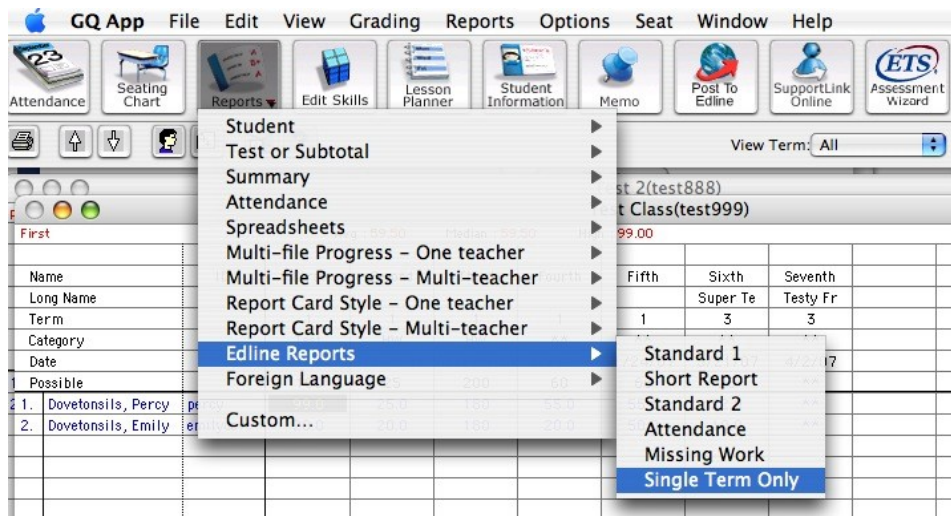 GQ App File Edit View Grading Reports Options Seat Window Help
September
23
Attendance
Seating Chart
Reports
Edit Skills
Lesson Planner
Student Information
Memo
Post To Edline
SupportLink Online
ETS
Assessment Wizard
View Term: All
Student
Test or Subtotal
Summary
Attendance
Spreadsheets
Multi-file Progress - One teacher
Multi-file Progress - Multi-teacher
Report Card Style - One teacher
Report Card Style - Multi-teacher
Edline Reports
Foreign Language
Custom...
Standard 1
Short Report
Standard 2
Attendance
Missing Work
Single Term Only
2(test888)
Class(test999)
First 99.00
Name Fifth Sixth Seventh
Long Name Super Te Testy Fr
Term 1 3 3
Category
Date
Possible
1. Dovetonsils, Percy
2. Dovetonsils, Emily